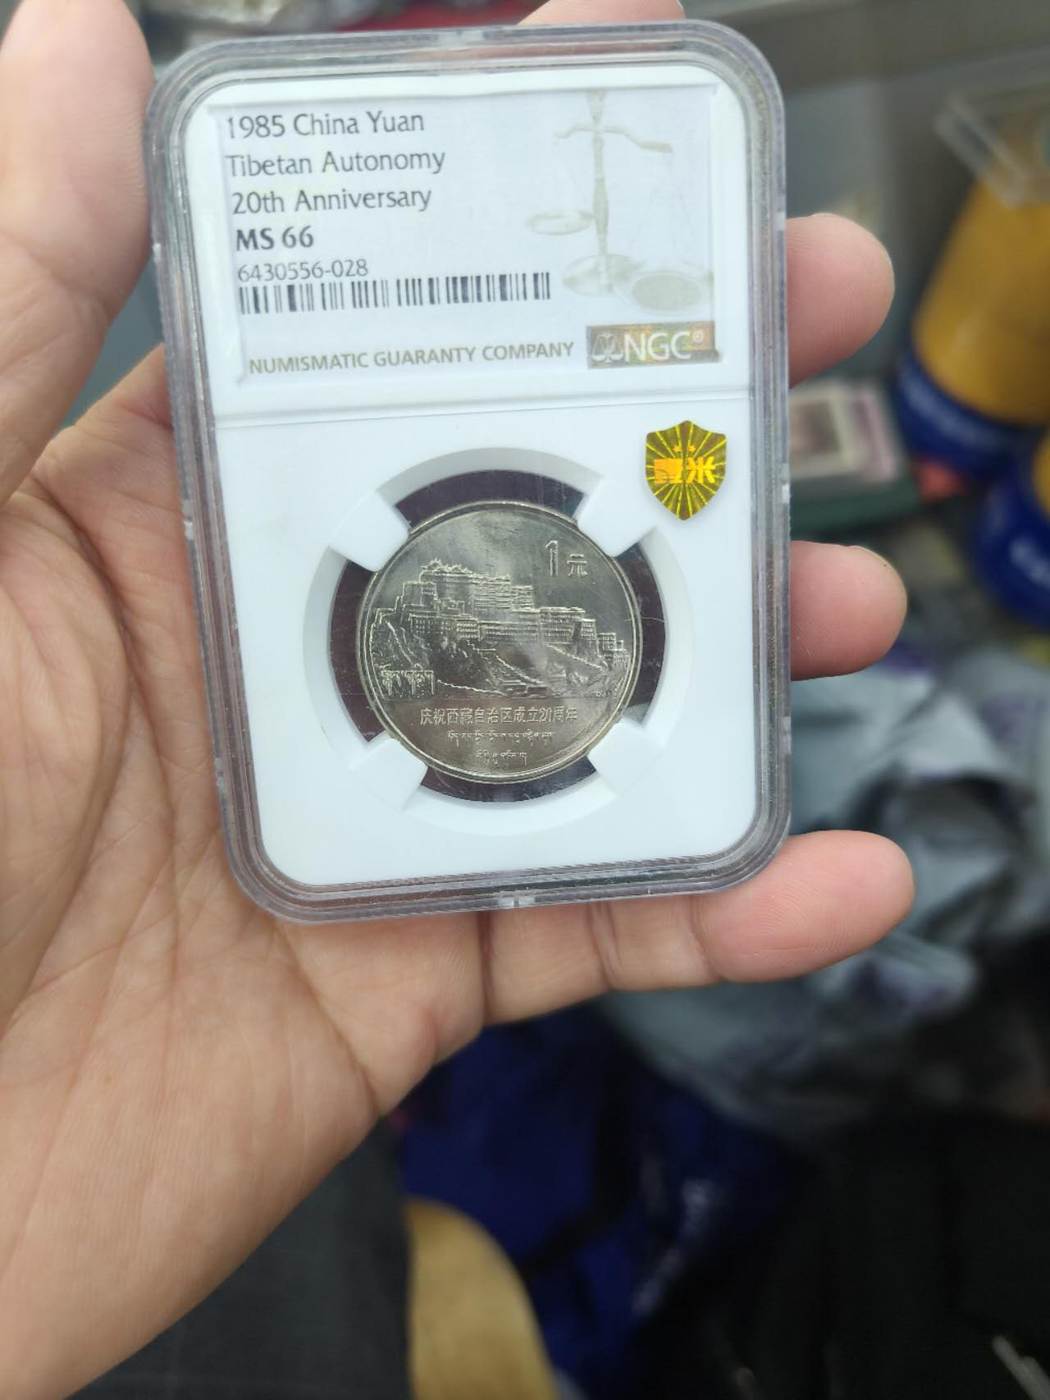 1985 China Yuan
Tibetan Autonomy
20th Anniversary
MS 66
6430556-028
NUMISMATIC GUARANTY COMPANY
NGC®
米
1元
庆祝西藏自治区成立20周年